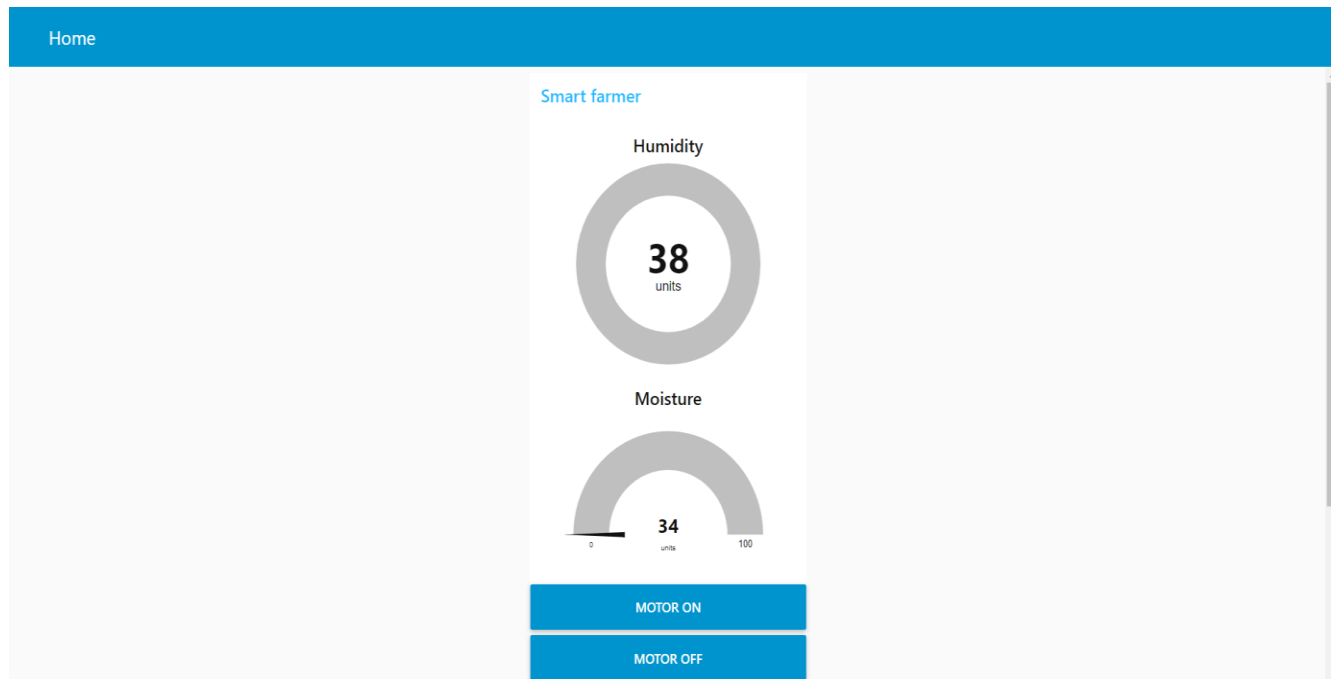 Home
Smart farmer
Humidity
38
units
Moisture
34
0 units 100
MOTOR ON
MOTOR OFF